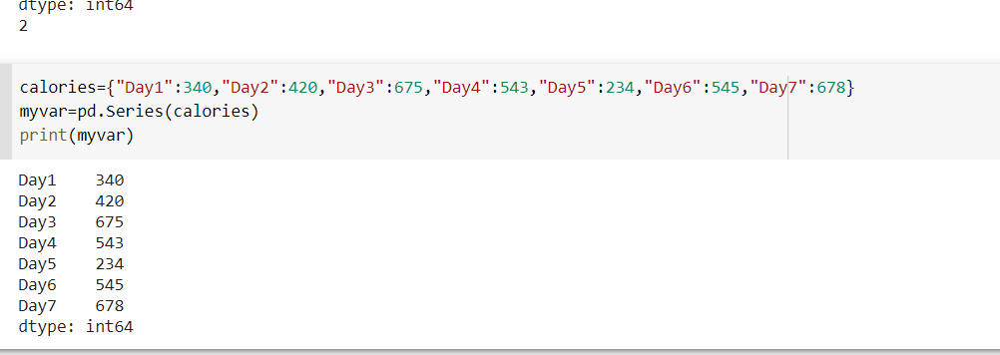 dtype: int64
2
calories={"Day1":340,"Day2":420,"Day3":675,"Day4":543,"Day5":234,"Day6":545,"Day7":678}
myvar=pd.Series(calories)
print(myvar)
Day1    340
Day2    420
Day3    675
Day4    543
Day5    234
Day6    545
Day7    678
dtype: int64